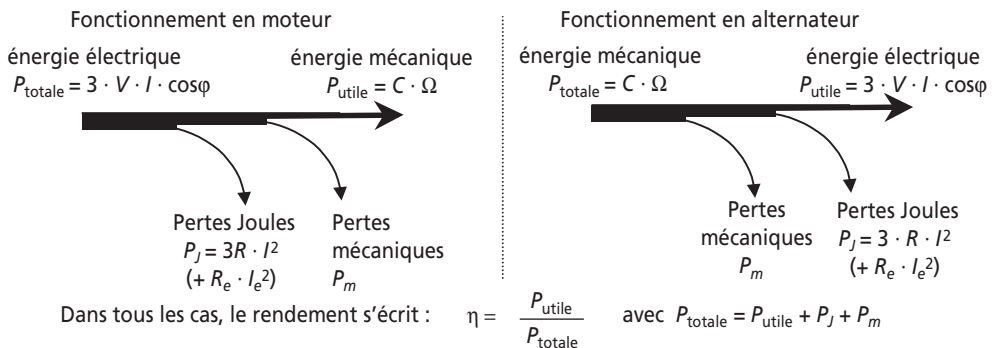 Fonctionnement en moteur
énergie électrique
P_totale = 3 · V · I · cosφ
énergie mécanique
P_utile = C · Ω
Pertes Joules
P_J = 3R · I²
(+ R_e · I_e²)
Pertes
mécaniques
P_m
Fonctionnement en alternateur
énergie mécanique
P_totale = C · Ω
énergie électrique
P_utile = 3 · V · I · cosφ
Pertes
mécaniques
P_m
Pertes Joules
P_J = 3 · R · I²
(+ R_e · I_e²)
Dans tous les cas, le rendement s’écrit : η = P_utile / P_totale avec P_totale = P_utile + P_J + P_m